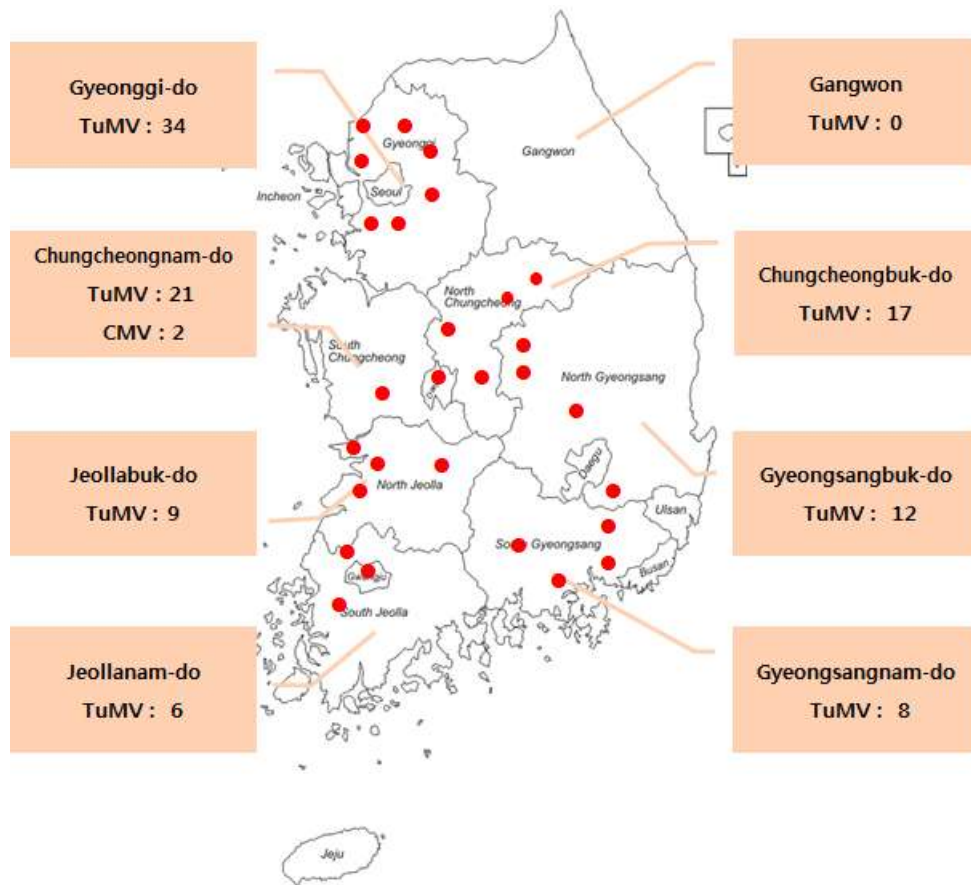 Gyeonggi-do
TuMV : 34
Gangwon
TuMV : 0
Gyeonggi
Gangwon
Seoul
Incheon
Chungcheongnam-do
TuMV : 21
CMV : 2
Chungcheongbuk-do
TuMV : 17
North
Chungcheong
South
Chungcheong
North Gyeongsang
Jeollabuk-do
TuMV : 9
Gyeongsangbuk-do
TuMV : 12
Daegu
North Jeolla
Ulsan
South Gyeongsang
Busan
Gwangju
South Jeolla
Jeollanam-do
TuMV : 6
Gyeongsangnam-do
TuMV : 8
Jeju